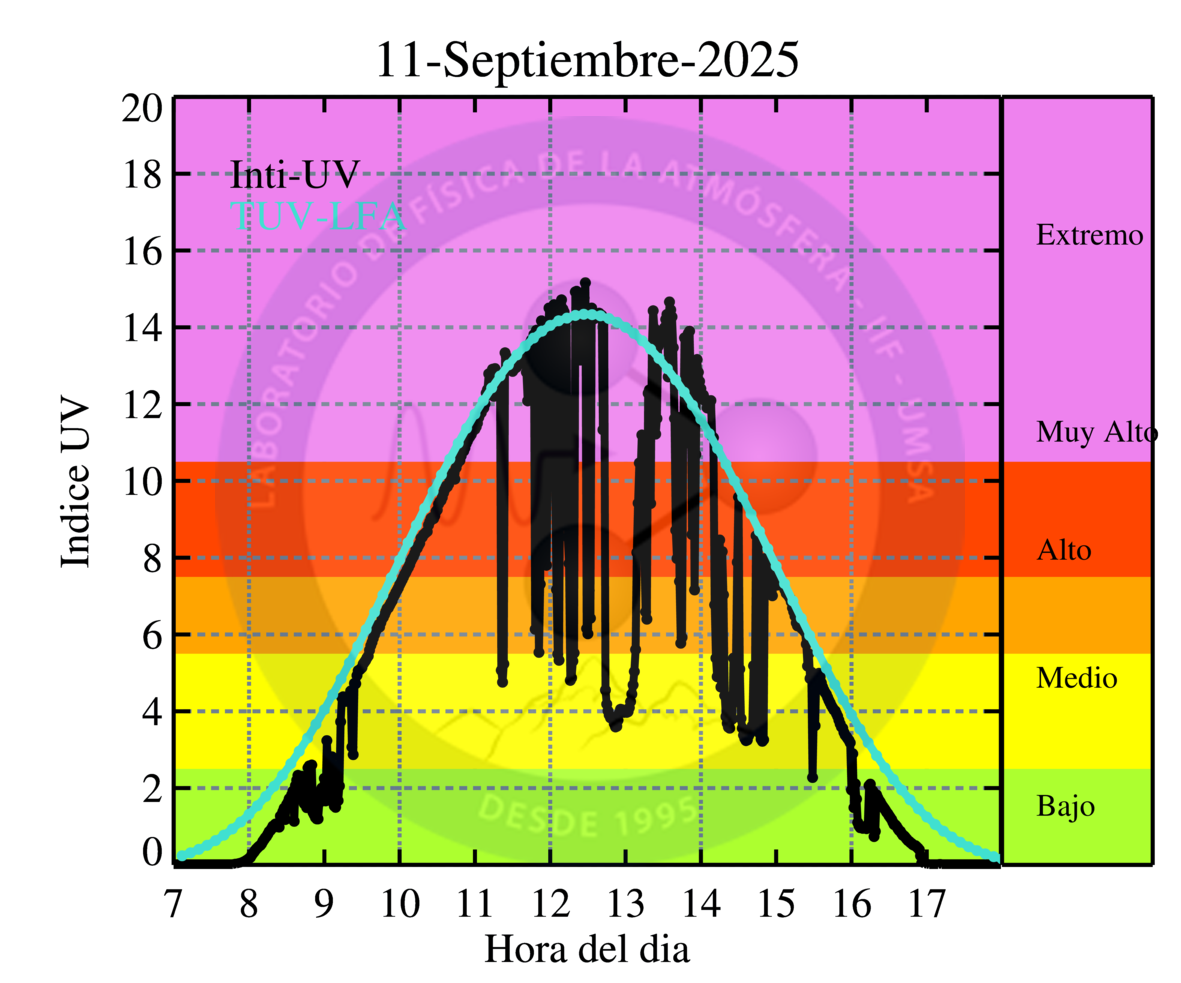 11-Septiembre-2025
Indice UV
20
18
16
14
12
10
8
6
4
2
0
Inti-UV
TUV-LFA
LABORATORIO DE FÍSICA DE LA ATMÓSFERA - IIF - UMSA
DESDE 1995
Extremo
Muy Alto
Alto
Medio
Bajo
7 8 9 10 11 12 13 14 15 16 17
Hora del dia